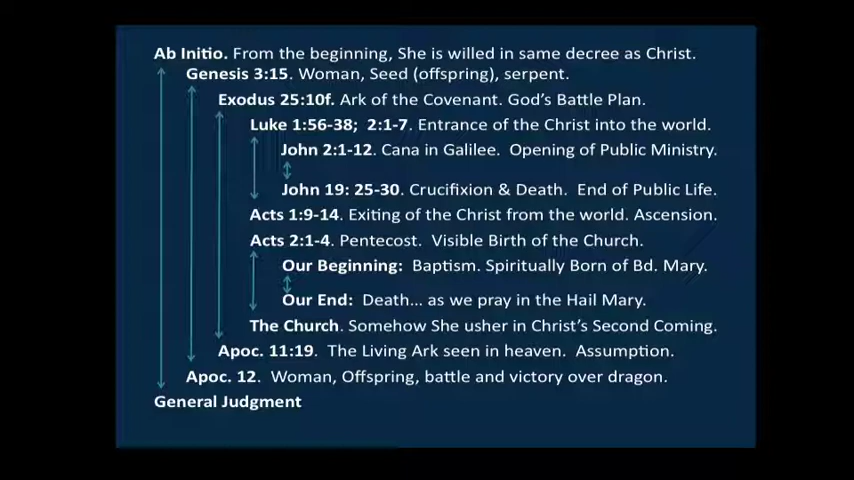 Ab Initio. From the beginning, She is willed in same decree as Christ.
Genesis 3:15. Woman, Seed (offspring), serpent.
Exodus 25:10f. Ark of the Covenant. God's Battle Plan.
Luke 1:56-38; 2:1-7. Entrance of the Christ into the world.
John 2:1-12. Cana in Galilee. Opening of Public Ministry.
John 19: 25-30. Crucifixion & Death. End of Public Life.
Acts 1:9-14. Exiting of the Christ from the world. Ascension.
Acts 2:1-4. Pentecost. Visible Birth of the Church.
Our Beginning: Baptism. Spiritually Born of Bd. Mary.
Our End: Death... as we pray in the Hail Mary.
The Church. Somehow She usher in Christ's Second Coming.
Apoc. 11:19. The Living Ark seen in heaven. Assumption.
Apoc. 12. Woman, Offspring, battle and victory over dragon.
General Judgment